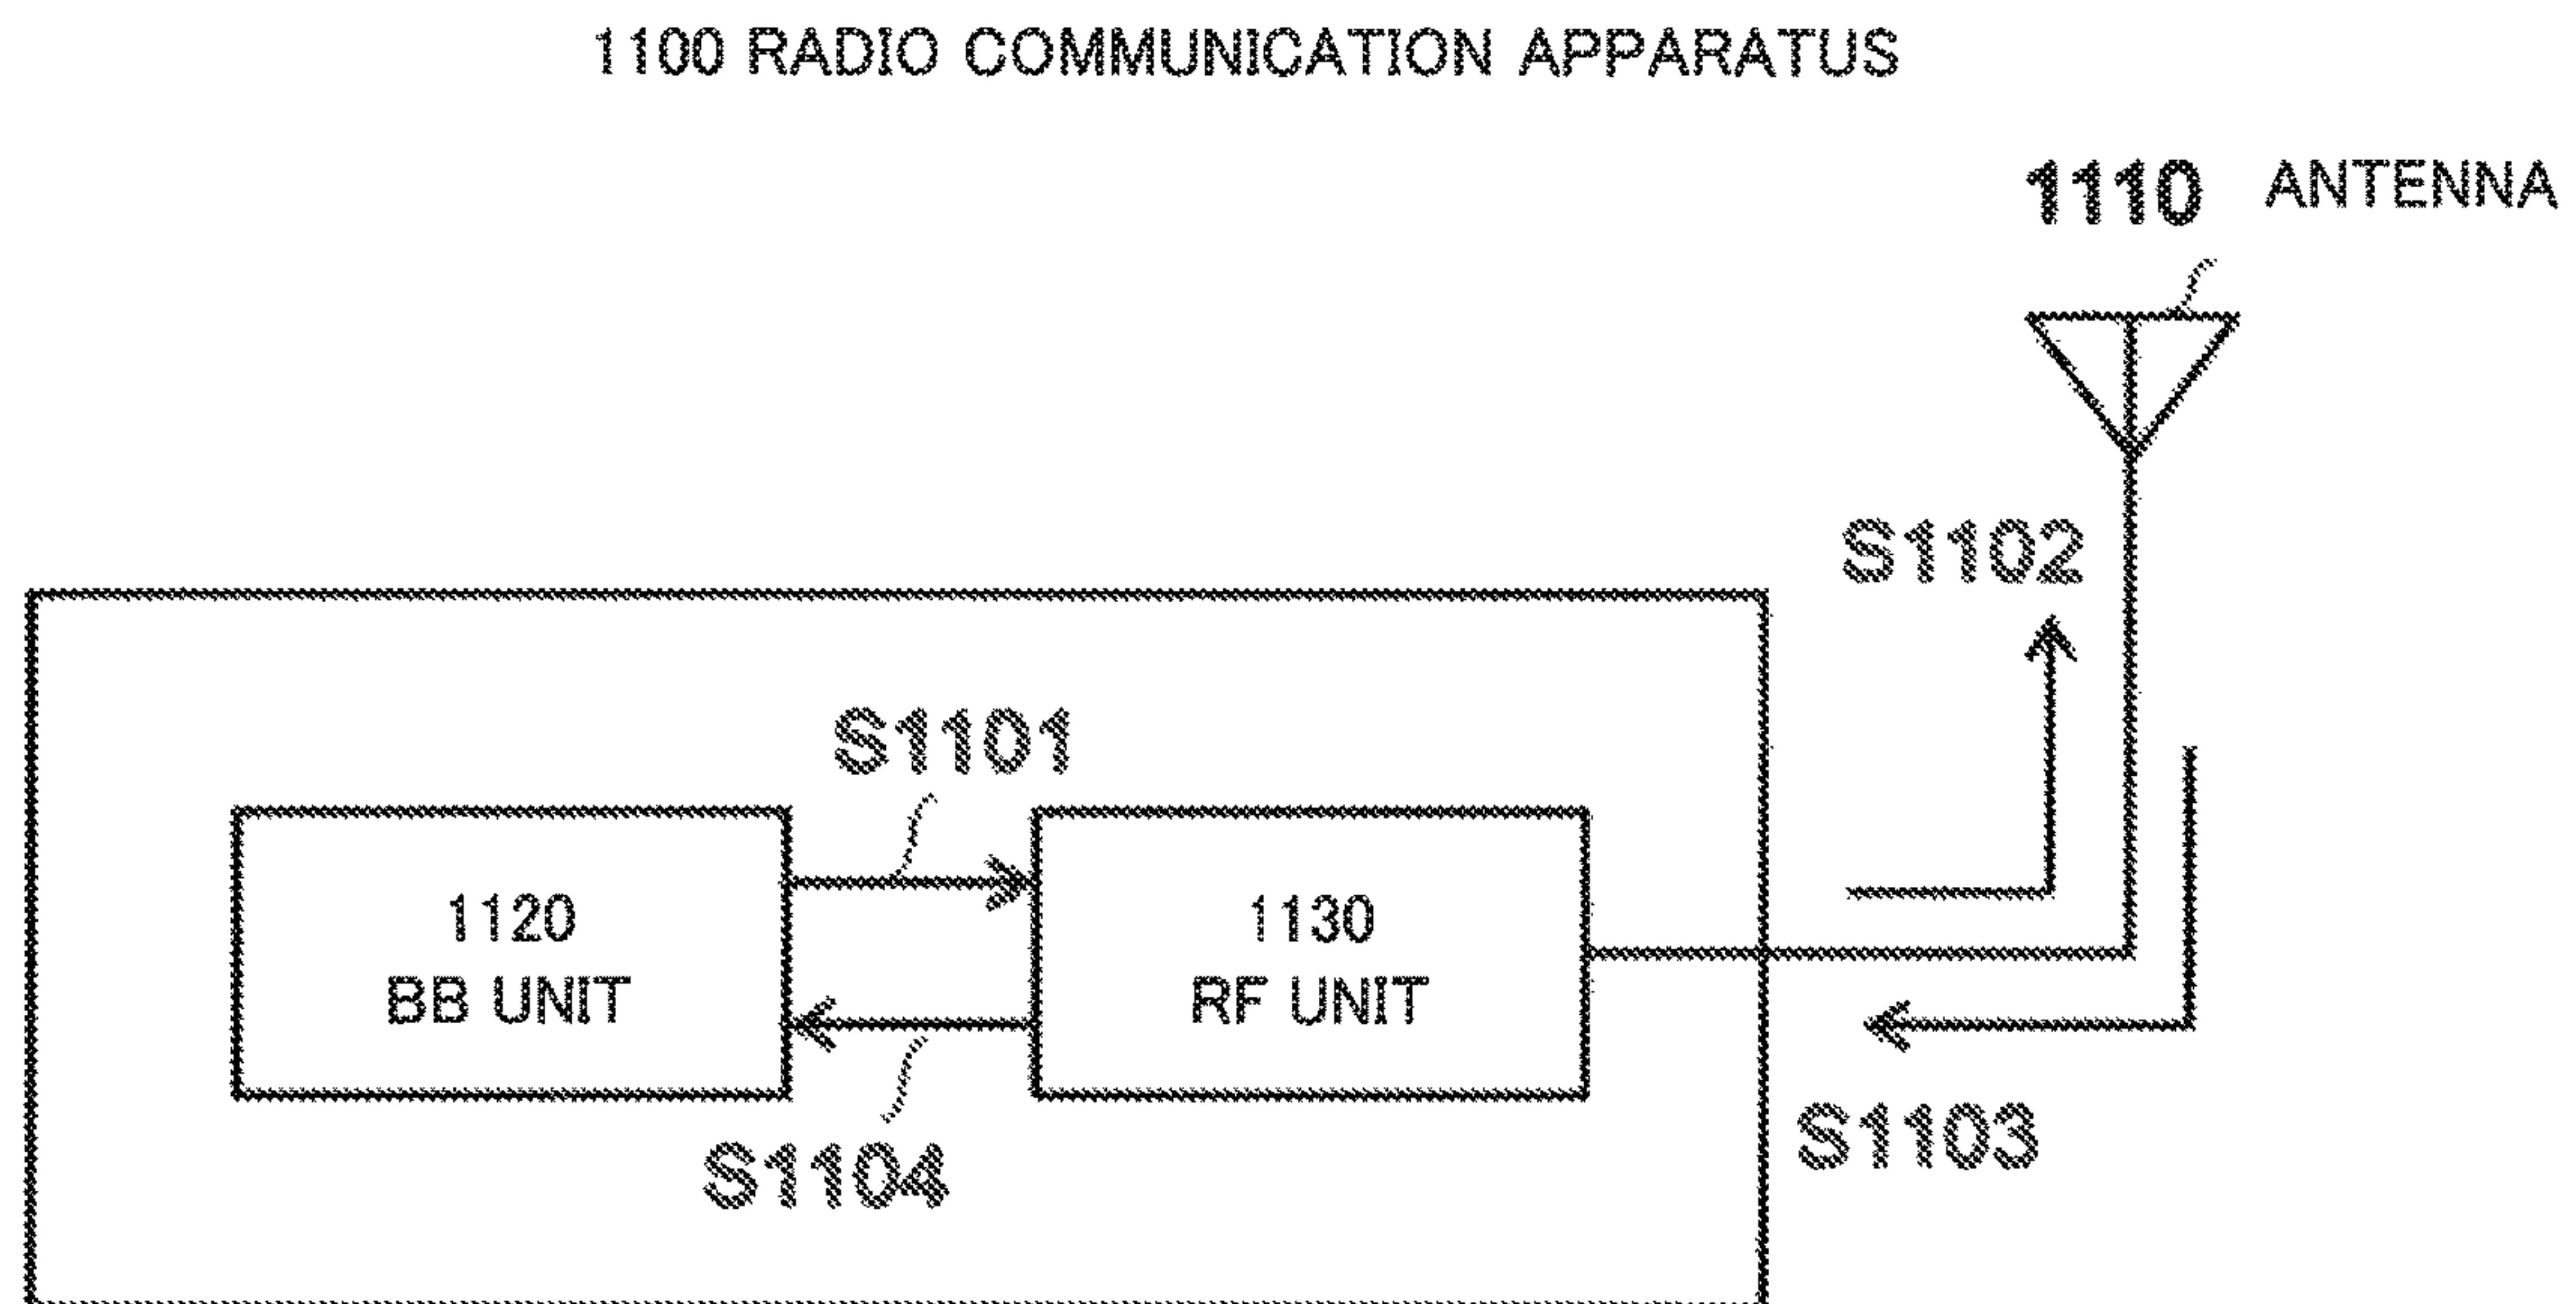 1100 RADIO COMMUNICATION APPARATUS
1110 ANTENNA
S1102
S1101
1120
BB UNIT
1130
RF UNIT
S1103
S1104